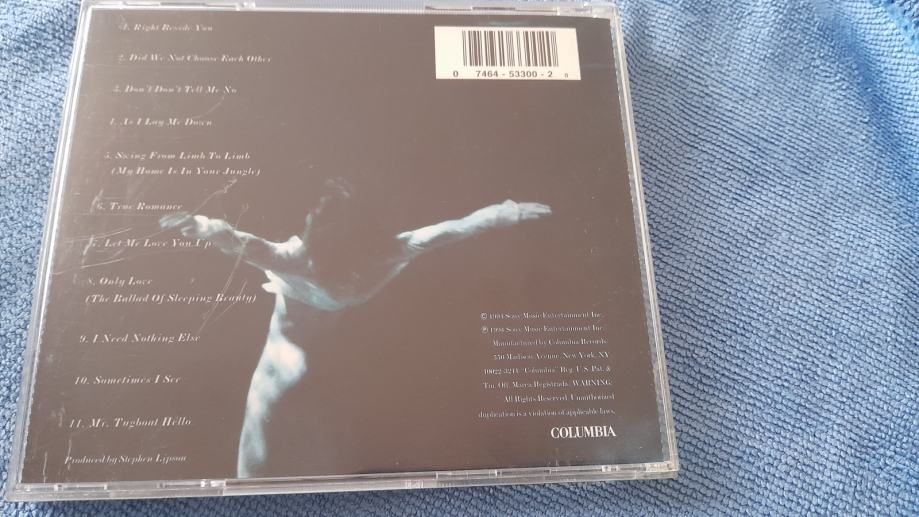 1. Right Beside You
2. Did We Not Choose Each Other
3. Don't Don't Tell Me No
4. As I Lay Me Down
5. Swing From Limb To Limb
(My Home Is In Your Jungle)
6. True Romance
7. Let Me Love You Up
8. Only Love
(The Ballad Of Sleeping Beauty)
9. I Need Nothing Else
10. Sometimes I See
11. Mr. Tugboat Hello
Produced by Stephen Lipson
0 7464-53300-2 8
© 1994 Sony Music Entertainment Inc.
℗ 1994 Sony Music Entertainment Inc.
Manufactured by Columbia Records.
550 Madison Avenue, New York, NY
10022-3211/"Columbia" Reg. U.S. Pat. &
Tm. Off. Marca Registrada. WARNING:
All Rights Reserved. Unauthorized
duplication is a violation of applicable laws.
COLUMBIA